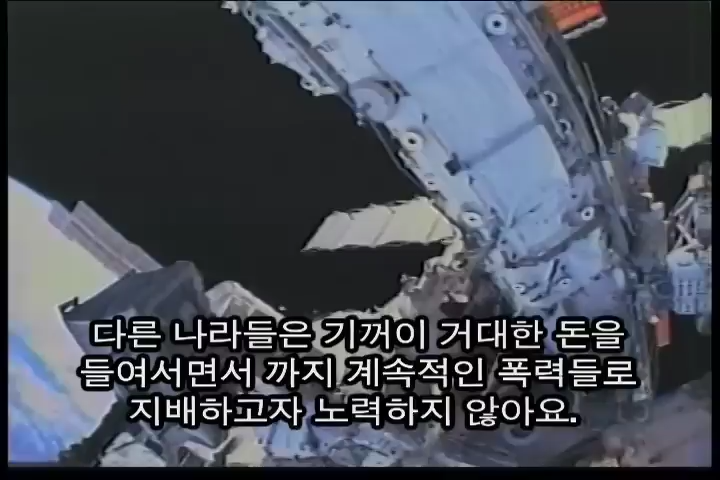 다른 나라들은 기꺼이 거대한 돈을
들여서면서 까지 계속적인 폭력들로
지배하고자 노력하지 않아요.